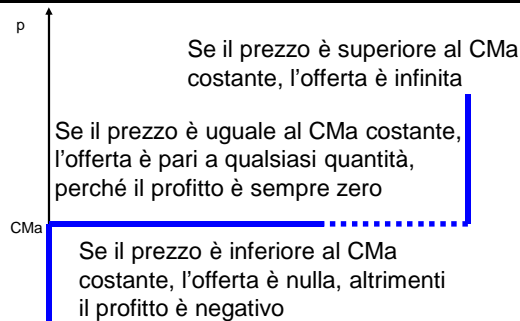 p
Se il prezzo è superiore al CMa
costante, l’offerta è infinita
Se il prezzo è uguale al CMa costante,
l’offerta è pari a qualsiasi quantità,
perché il profitto è sempre zero
CMa
Se il prezzo è inferiore al CMa
costante, l’offerta è nulla, altrimenti
il profitto è negativo